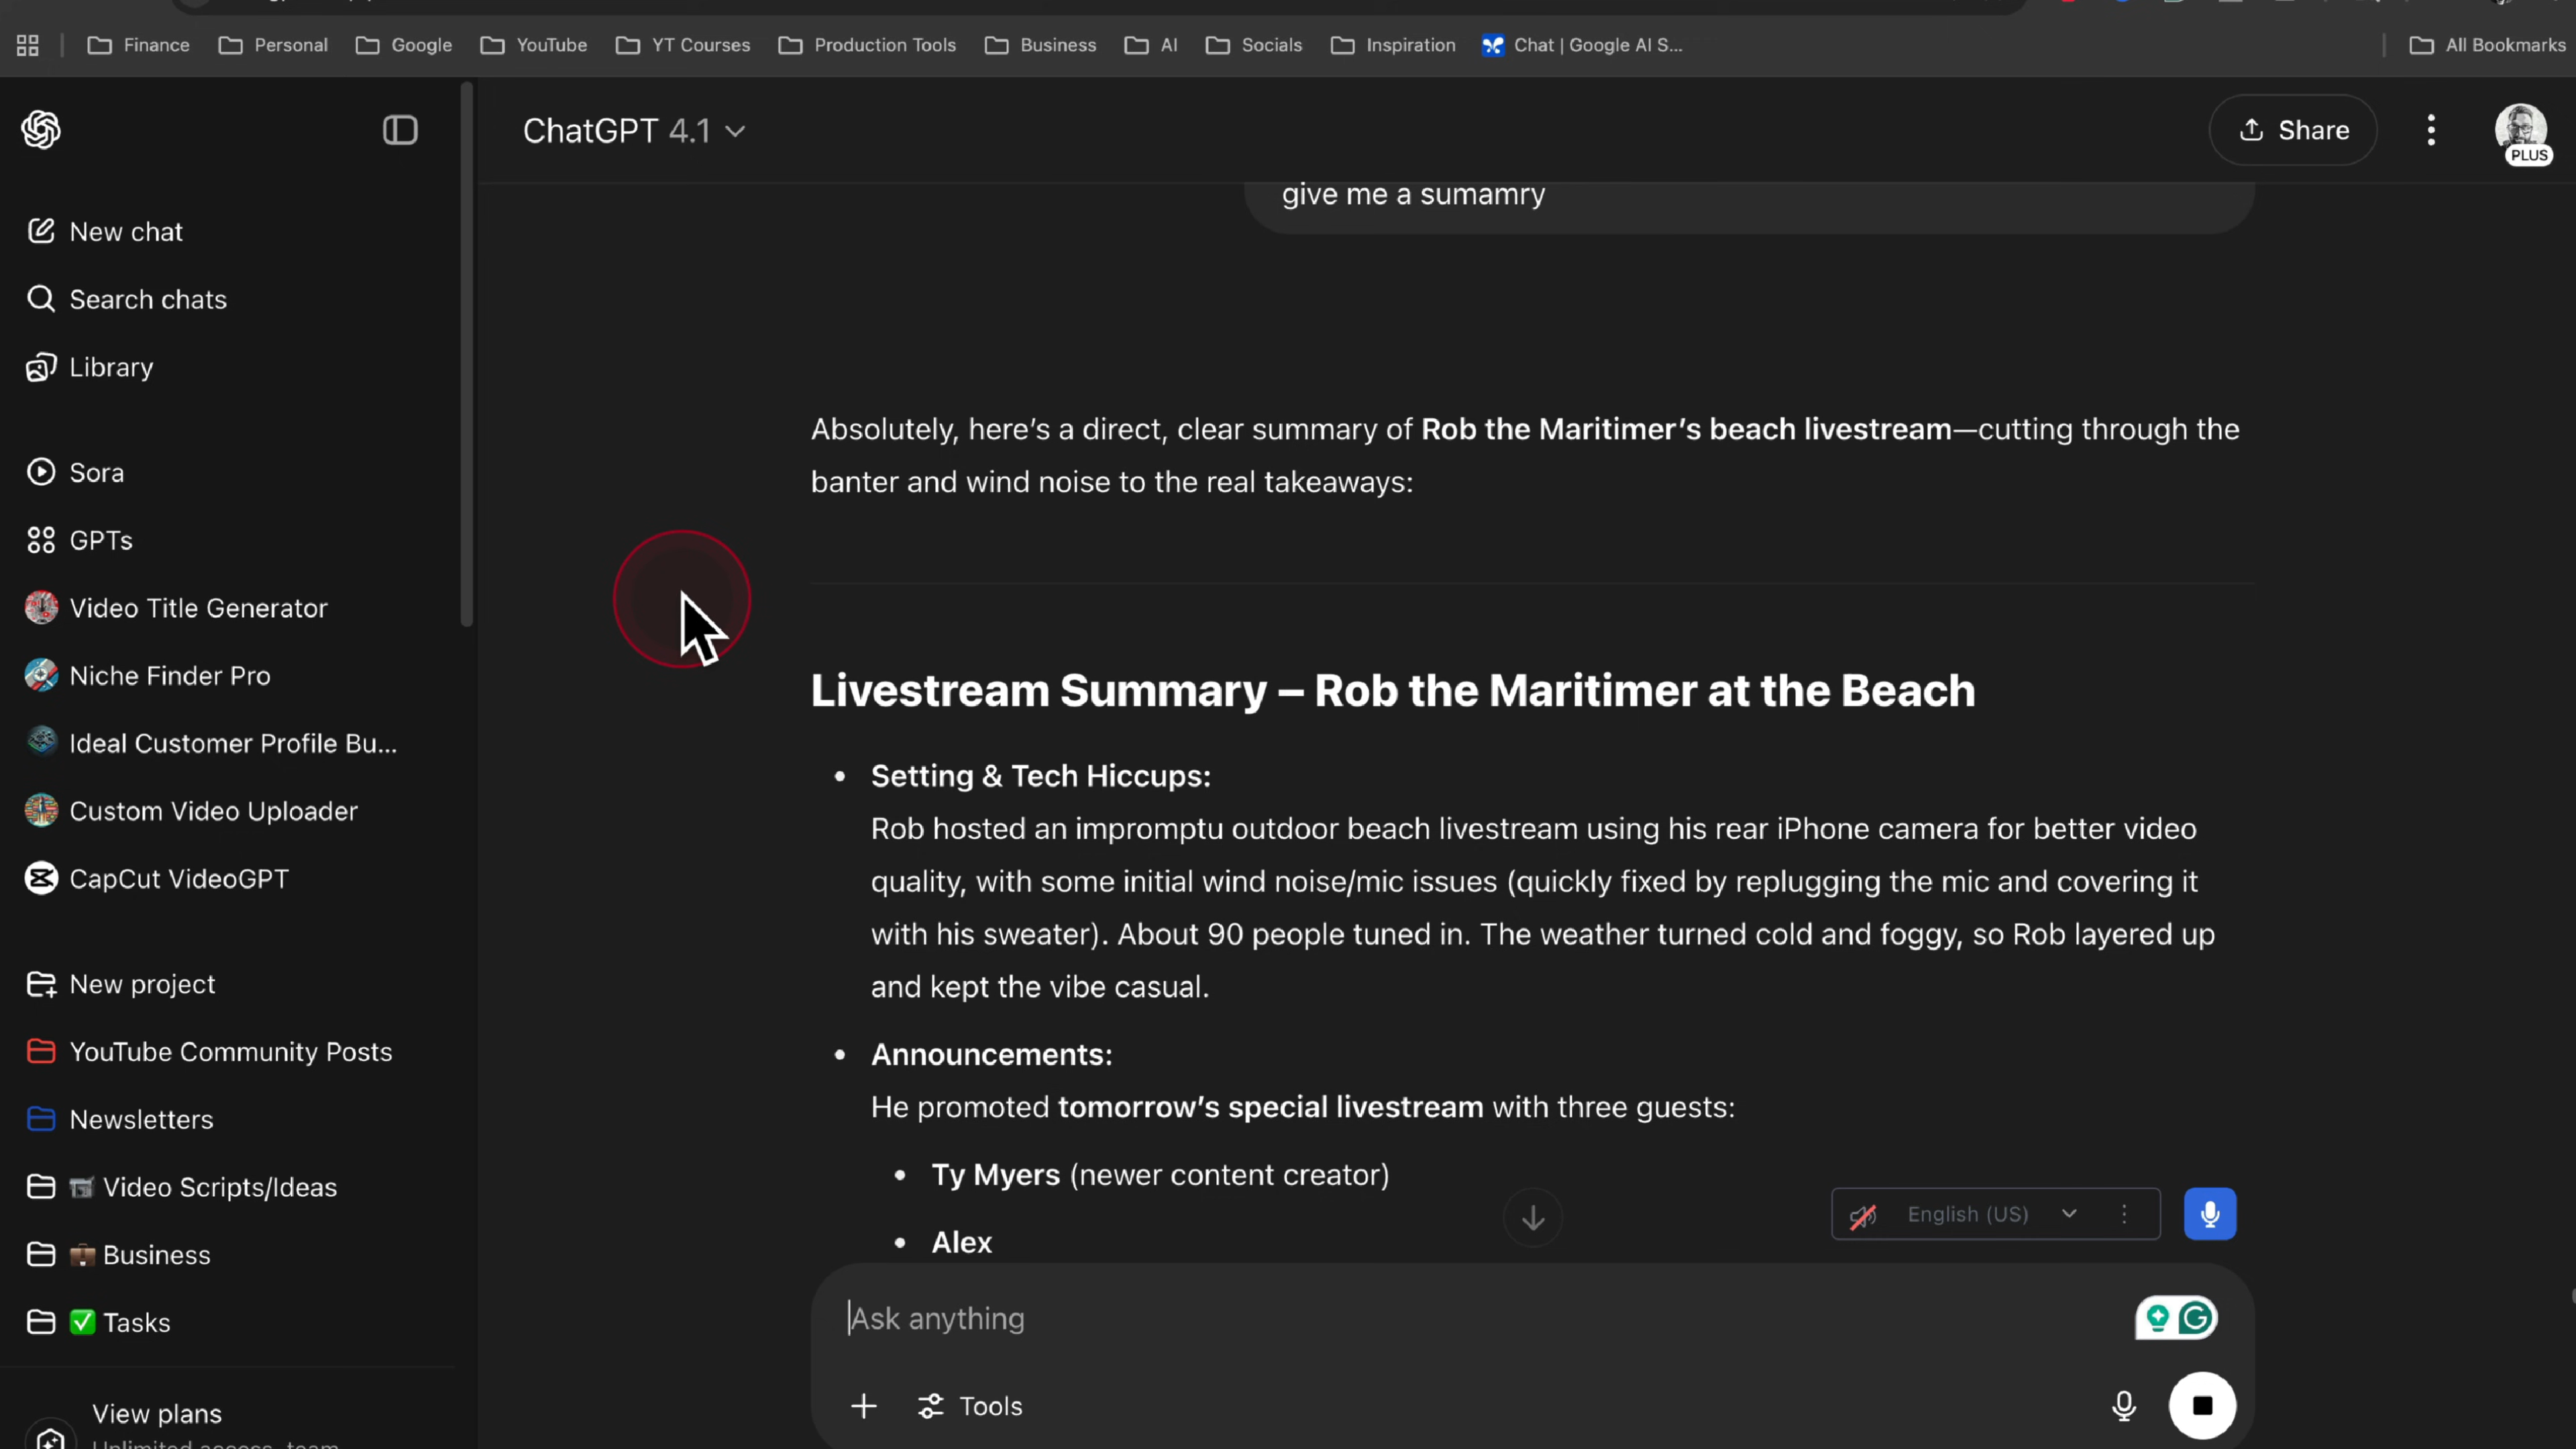 Finance
Personal
Google
YouTube
YT Courses
Production Tools
Business
AI
Socials
Inspiration
Chat | Google AI S...
All Bookmarks
ChatGPT 4.1
Share
PLUS
New chat
Search chats
Library
Sora
GPTs
Video Title Generator
Niche Finder Pro
Ideal Customer Profile Bu...
Custom Video Uploader
CapCut VideoGPT
New project
YouTube Community Posts
Newsletters
Video Scripts/Ideas
Business
Tasks
View plans
give me a sumamry
Absolutely, here's a direct, clear summary of Rob the Maritimer's beach livestream—cutting through the
banter and wind noise to the real takeaways:
Livestream Summary – Rob the Maritimer at the Beach
• Setting & Tech Hiccups:
Rob hosted an impromptu outdoor beach livestream using his rear iPhone camera for better video
quality, with some initial wind noise/mic issues (quickly fixed by replugging the mic and covering it
with his sweater). About 90 people tuned in. The weather turned cold and foggy, so Rob layered up
and kept the vibe casual.
• Announcements:
He promoted tomorrow's special livestream with three guests:
• Ty Myers (newer content creator)
• Alex
English (US)
Ask anything
Tools